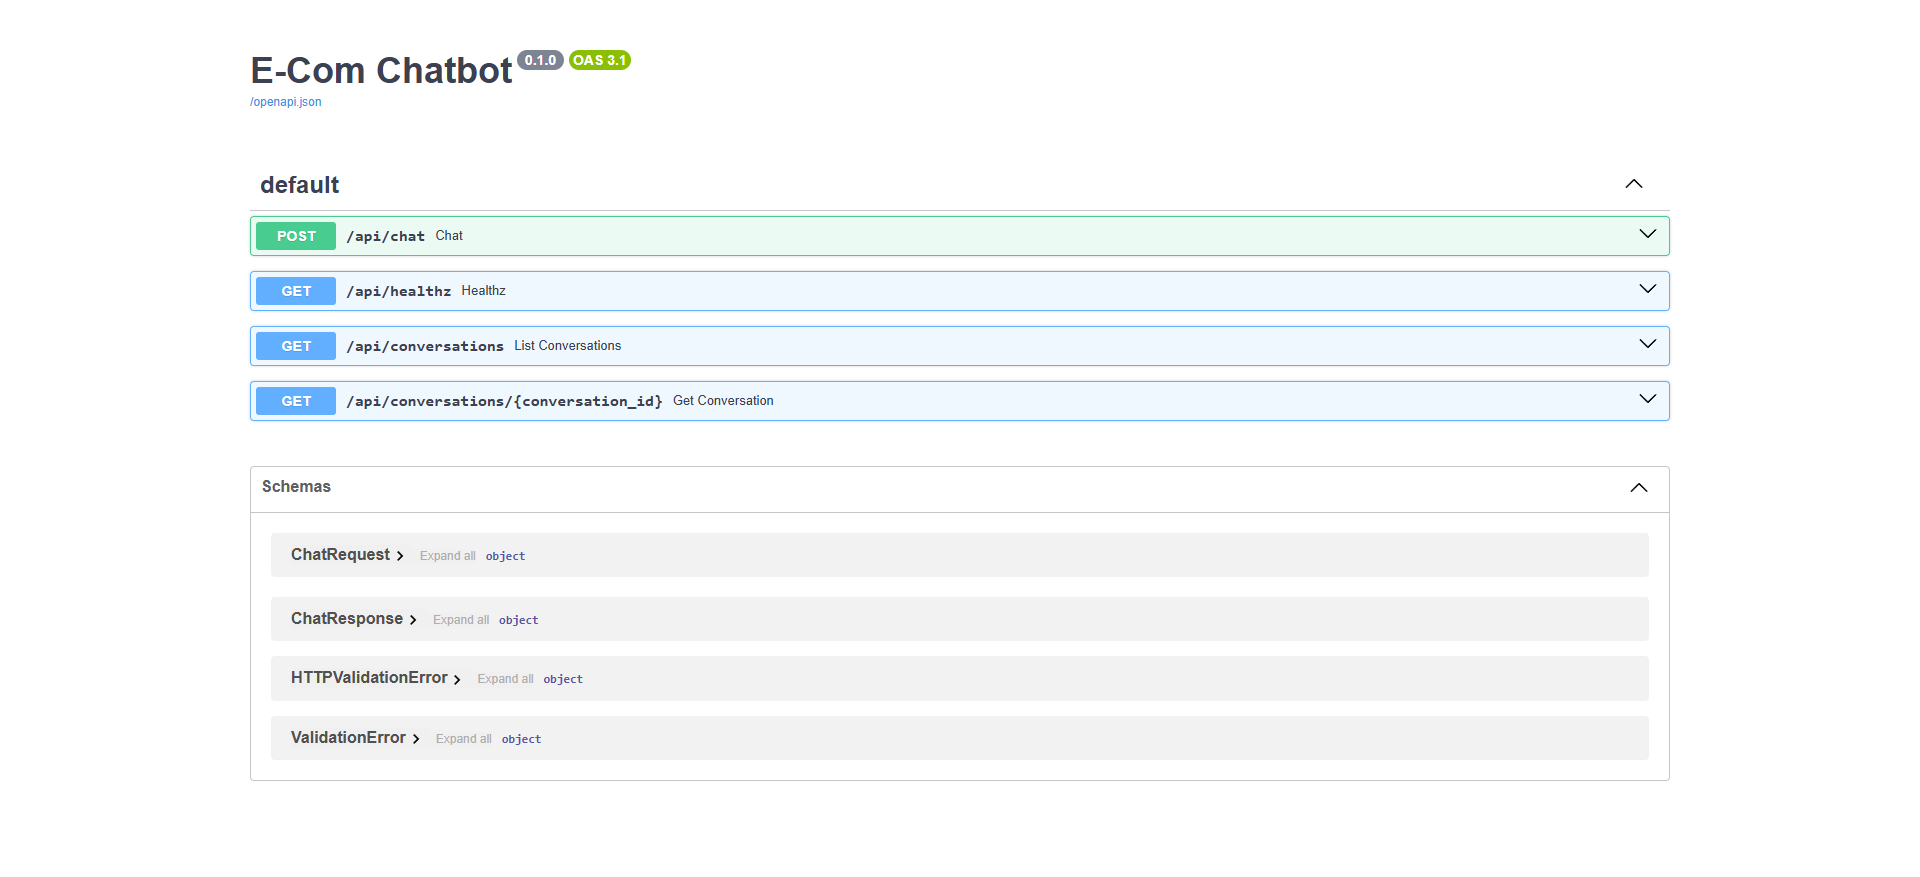 E-Com Chatbot 0.1.0 OAS 3.1
/openapi.json
default
POST /api/chat Chat
GET /api/healthz Healthz
GET /api/conversations List Conversations
GET /api/conversations/{conversation_id} Get Conversation
Schemas
ChatRequest Expand all object
ChatResponse Expand all object
HTTPValidationError Expand all object
ValidationError Expand all object